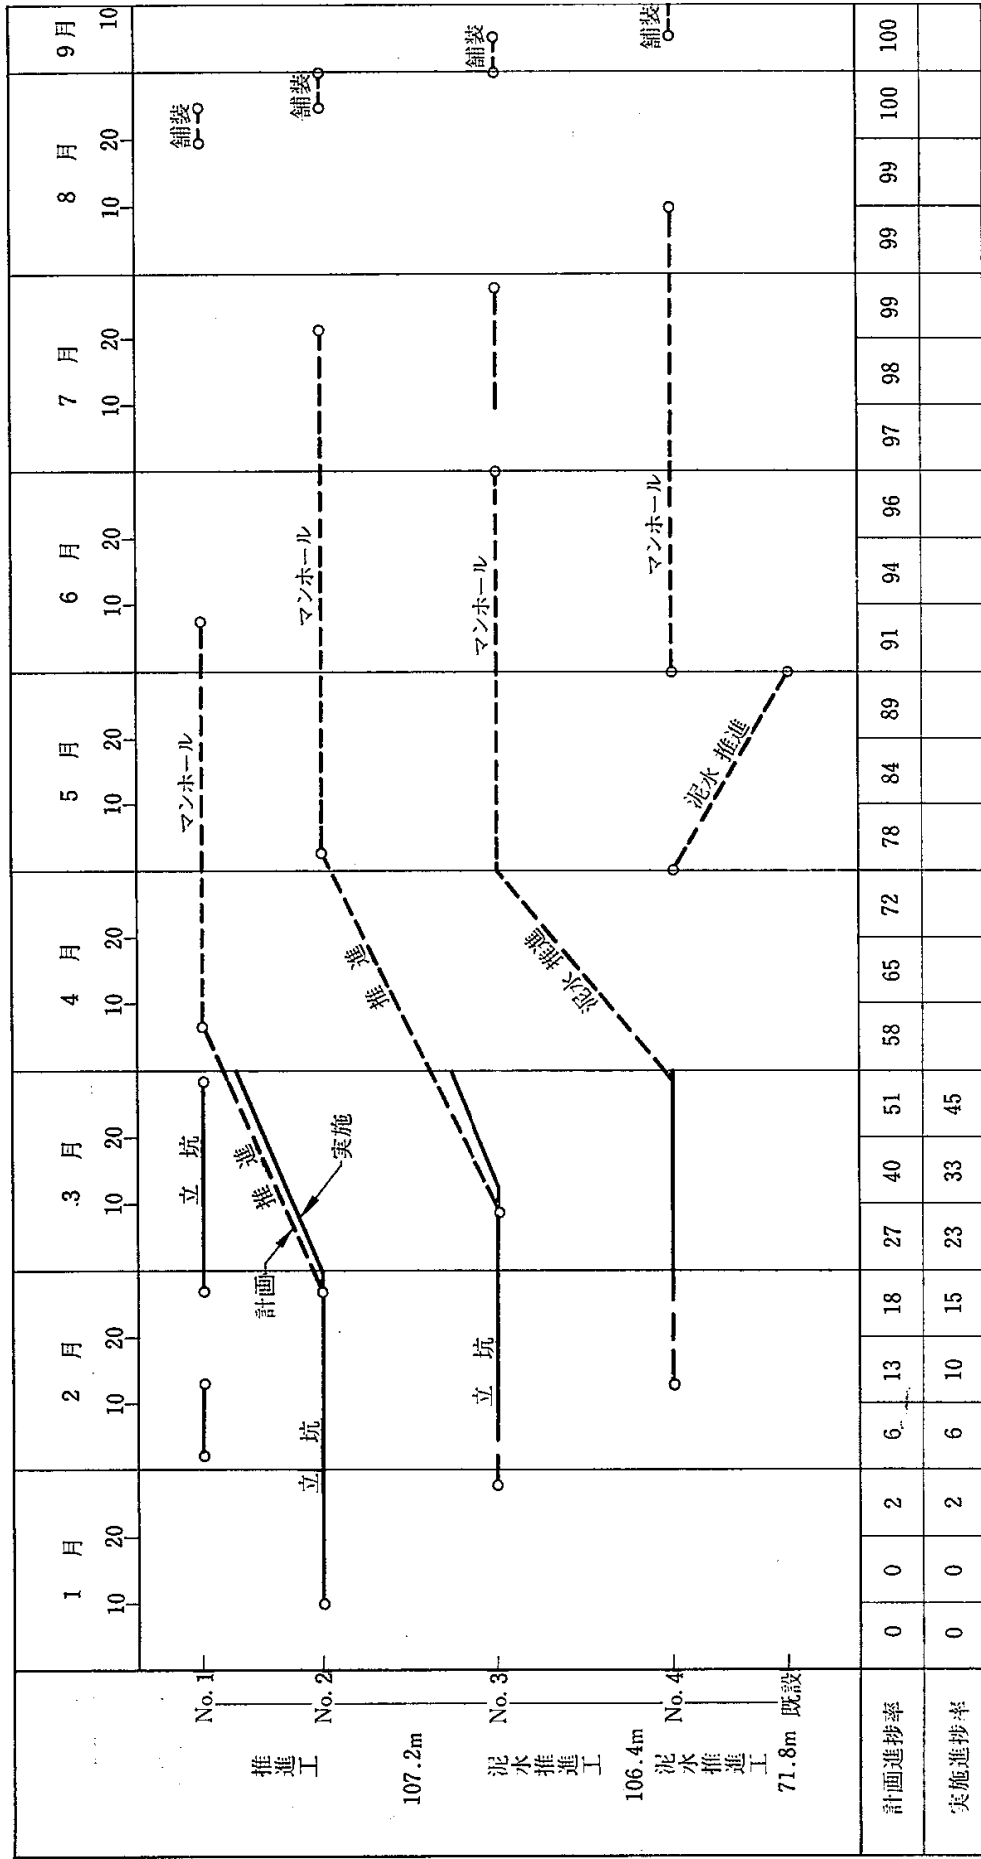 1 月 2 月 3 月 4 月 5 月 6 月 7 月 8 月 9月
10 20 10 20 10 20 10 20 10 20 10 20 10 20 10 20 10
No.1 立 坑 マンホール 舗装
推進工
推 進
計画
実施
No.2 立 坑 マンホール 舗装
107.2m
推 進
No.3 立 坑 マンホール 舗装
泥水推進工
106.4m
泥水 推進
No.4 マンホール 舗装
泥水推進工
71.8m
泥水 推進
既設
計画進捗率 0 0 2 6 13 18 27 40 51 58 65 72 78 84 89 91 94 96 97 98 99 99 99 100 100
実施進捗率 0 0 2 6 10 15 23 33 45